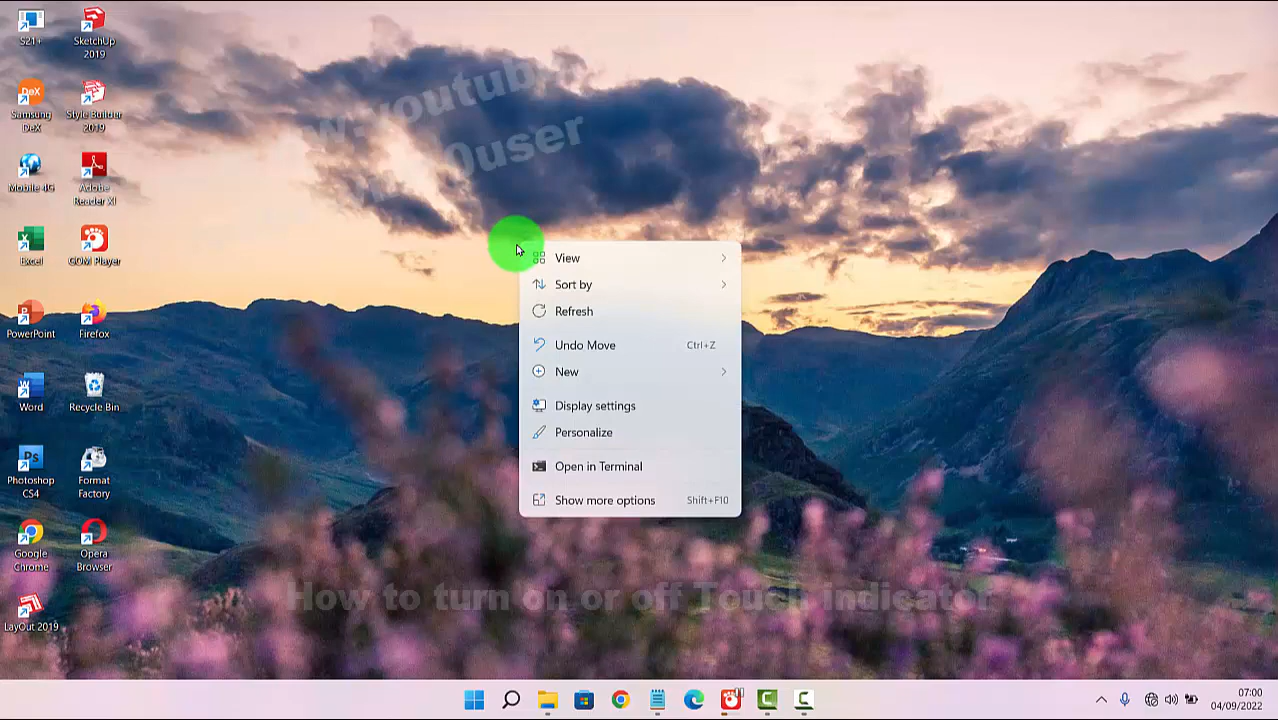 S21+
SketchUp
2019
Samsung
DeX
Style Builder
2019
Mobile 4G
Adobe
Reader XI
Excel
GOM Player
PowerPoint
Firefox
Word
Recycle Bin
Photoshop
CS4
Format
Factory
Google
Chrome
Opera
Browser
LayOut 2019
w.youtub
0user
View
Sort by
Refresh
Undo Move Ctrl+Z
New
Display settings
Personalize
Open in Terminal
Show more options Shift+F10
How to turn on or off Touch indicator
07:00
04/09/2022